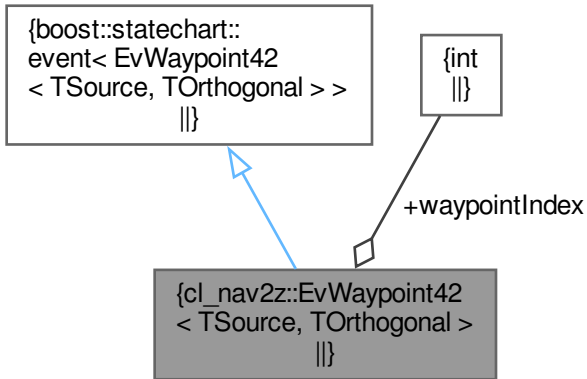 {boost::statechart::
event< EvWaypoint42
< TSource, TOrthogonal > >
||}
{int
||}
+waypointIndex
{cl_nav2z::EvWaypoint42
< TSource, TOrthogonal >
||}